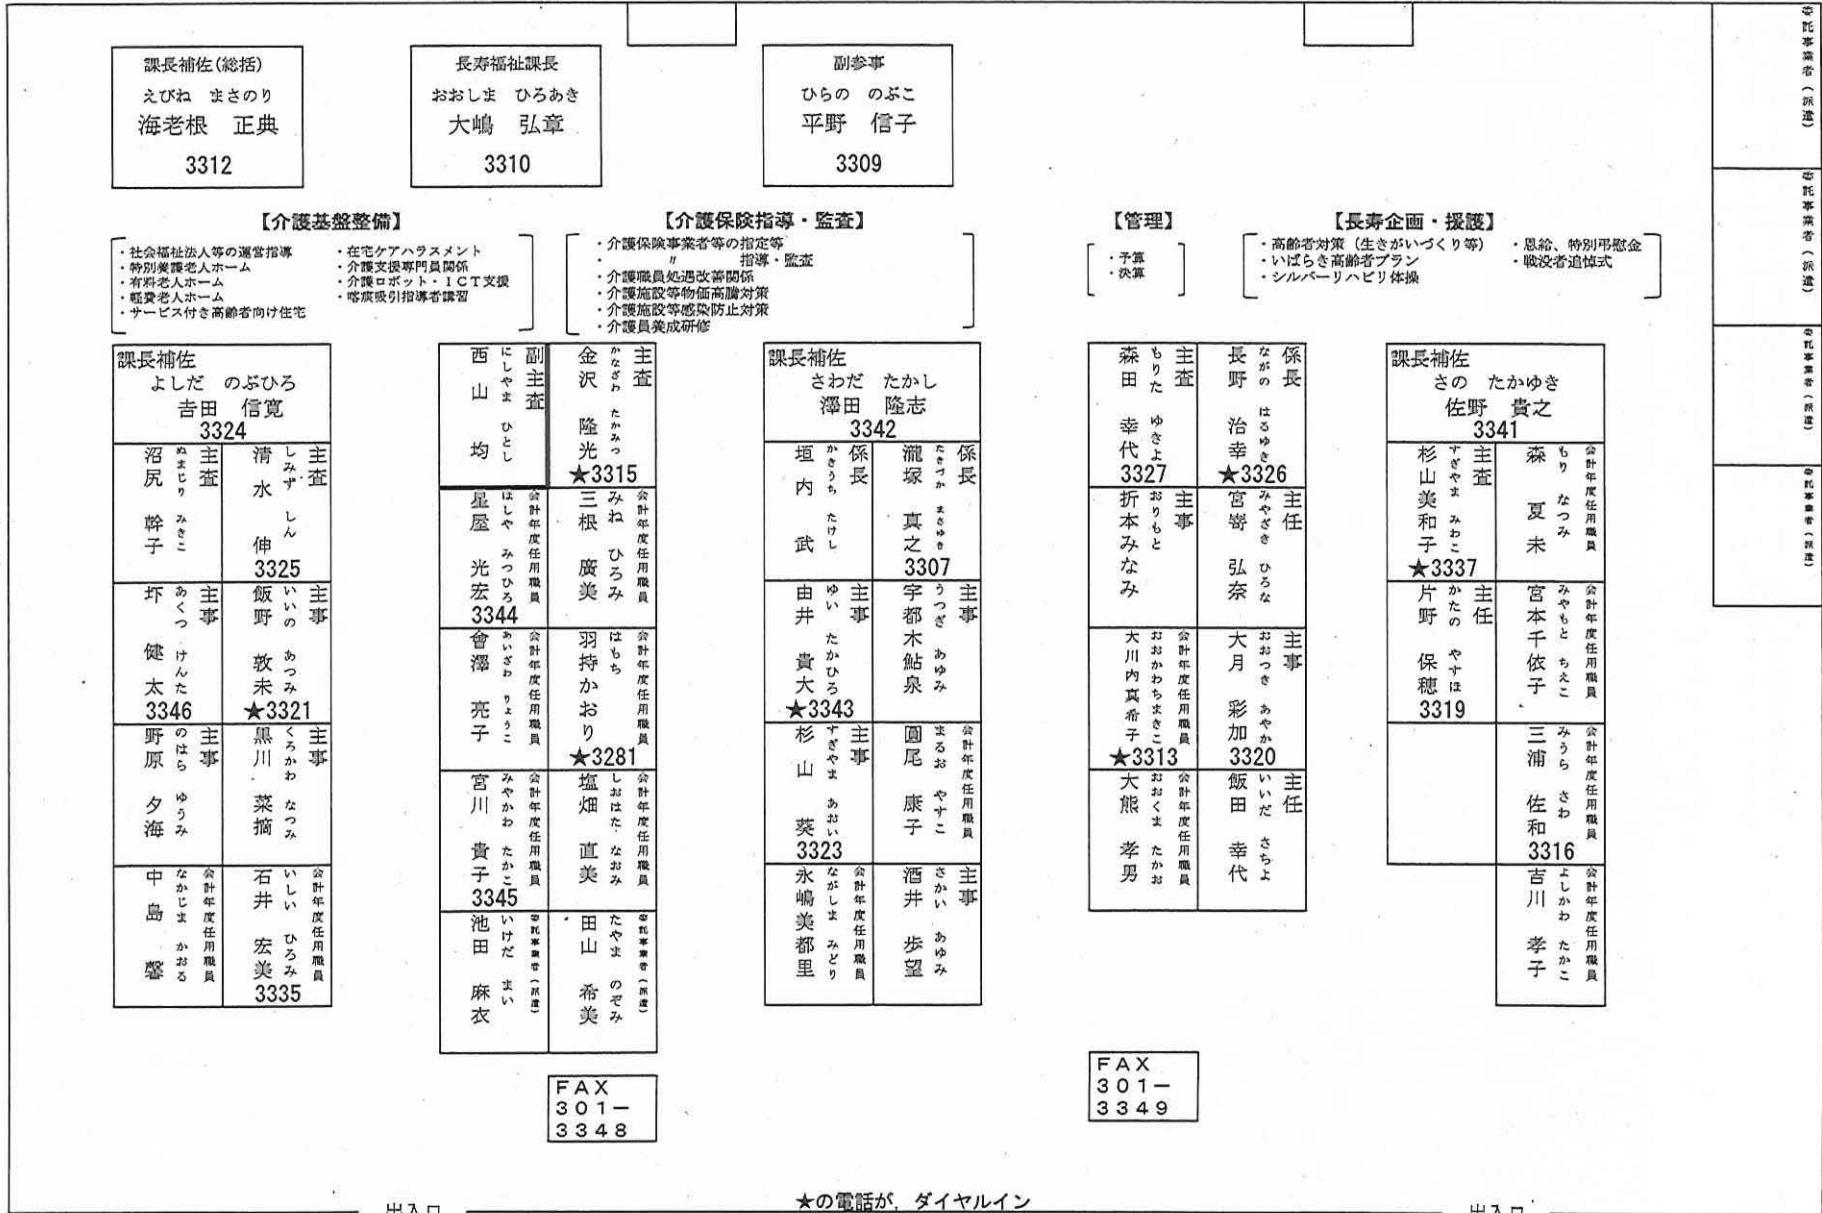 課長補佐(総括)
えびね まさのり
海老根 正典
3312
長寿福祉課長
おおしま ひろあき
大嶋 弘章
3310
副参事
ひらの のぶこ
平野 信子
3309
委託事業者(派遣)
委託事業者(派遣)
委託事業者(派遣)
委託事業者(派遣)
【介護基盤整備】
・社会福祉法人等の運営指導
・特別養護老人ホーム
・有料老人ホーム
・軽費老人ホーム
・サービス付き高齢者向け住宅
・在宅ケアハラスメント
・介護支援専門員関係
・介護ロボット・ICT支援
・喀痰吸引指導者講習
【介護保険指導・監査】
・介護保険事業者等の指定等
・ 〃 指導・監査
・介護職員処遇改善関係
・介護施設等物価高騰対策
・介護施設等感染防止対策
・介護員養成研修
【管理】
・予算
・決算
【長寿企画・援護】
・高齢者対策(生きがいづくり等)
・いばらき高齢者プラン
・シルバーリハビリ体操
・恩給、特別弔慰金
・戦没者追悼式
課長補佐
よしだ のぶひろ
吉田 信寛
3324
主査
しみず しん
清水 伸
3325
主査
ぬまじり みきこ
沼尻 幹子
主事
いいの あつみ
飯野 敦未
★3321
主事
あくつ けんた
圷 健太
3346
主事
くろかわ なつみ
黒川 菜摘
主事
のはら ゆうみ
野原 夕海
会計年度任用職員
いしい ひろみ
石井 宏美
3335
会計年度任用職員
なかじま かおる
中島 馨
主査
かなざわ たかみつ
金沢 隆光
★3315
副主査
にしやま ひとし
西山 均
会計年度任用職員
みね ひろみ
三根 廣美
会計年度任用職員
ほしや みつひろ
星屋 光宏
3344
会計年度任用職員
はもち
羽持かおり
★3281
会計年度任用職員
あいざわ りょうこ
會澤 亮子
会計年度任用職員
しおはた なおみ
塩畑 直美
会計年度任用職員
みやかわ たかこ
宮川 貴子
3345
委託事業者(派遣)
たやま のぞみ
田山 希美
委託事業者(派遣)
いけだ まい
池田 麻衣
FAX
301-
3348
課長補佐
さわだ たかし
澤田 隆志
3342
係長
たきづか まさゆき
瀧塚 真之
3307
係長
かきうち たけし
垣内 武
主事
うつぎ あゆみ
宇都木鮎泉
主事
ゆい たかひろ
由井 貴大
★3343
会計年度任用職員
まるお やすこ
圓尾 康子
主事
すぎやま あおい
杉山 葵
3323
主事
さかい あゆみ
酒井 歩望
会計年度任用職員
ながしま みどり
永嶋美都里
係長
ながの はるゆき
長野 治幸
★3326
主査
もりた ゆきよ
森田 幸代
3327
主任
みやざき ひろな
宮嵜 弘奈
主事
おりもと
折本みなみ
主事
おおつき あやか
大月 彩加
3320
会計年度任用職員
おおかわちまきこ
大川内真希子
★3313
主任
いいだ さちよ
飯田 幸代
会計年度任用職員
おおくま たかお
大熊 孝男
FAX
301-
3349
課長補佐
さの たかゆき
佐野 貴之
3341
会計年度任用職員
もり なつみ
森 夏未
主査
すぎやま みわこ
杉山美和子
★3337
会計年度任用職員
みやもと ちえこ
宮本千依子
主任
かたの やすほ
片野 保穂
3319
会計年度任用職員
みうら さわ
三浦 佐和
3316
会計年度任用職員
よしかわ たかこ
吉川 孝子
出入口
★の電話が,ダイヤルイン
出入口